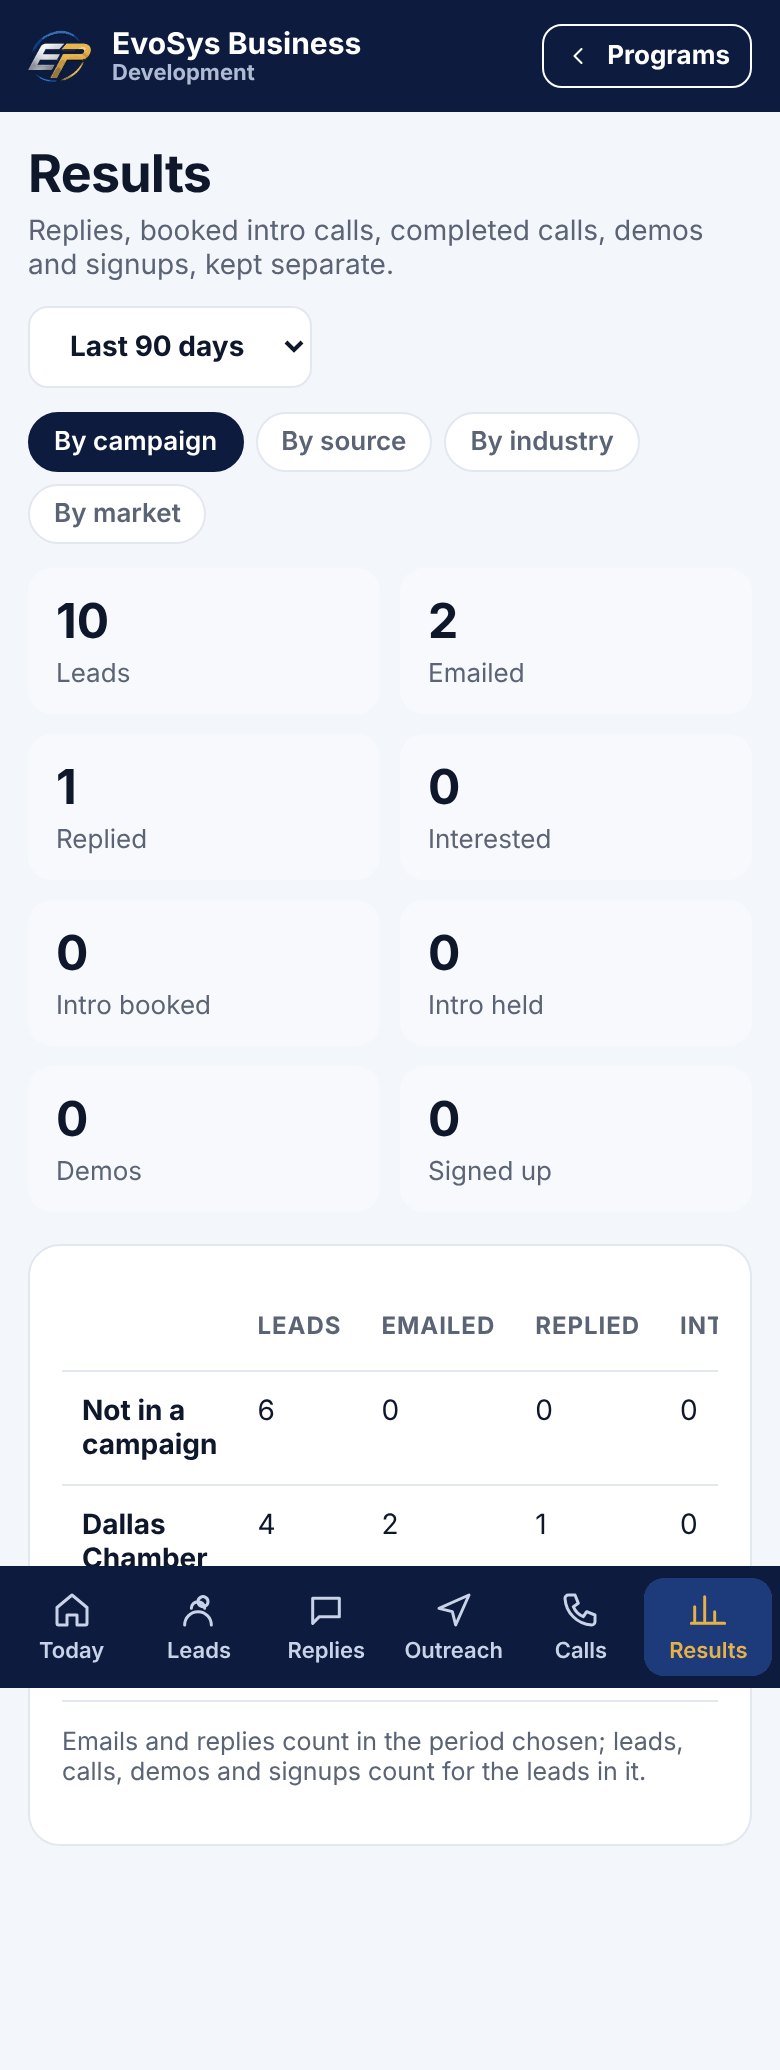 EP
EvoSys Business
Development
Programs
Results
Replies, booked intro calls, completed calls, demos
and signups, kept separate.
Last 90 days
By campaign
By source
By industry
By market
10
Leads
2
Emailed
1
Replied
0
Interested
0
Intro booked
0
Intro held
0
Demos
0
Signed up
LEADS EMAILED REPLIED INT
Not in a
campaign
6 0 0 0
Dallas
Chamber
4 2 1 0
Today
Leads
Replies
Outreach
Calls
Results
Emails and replies count in the period chosen; leads,
calls, demos and signups count for the leads in it.